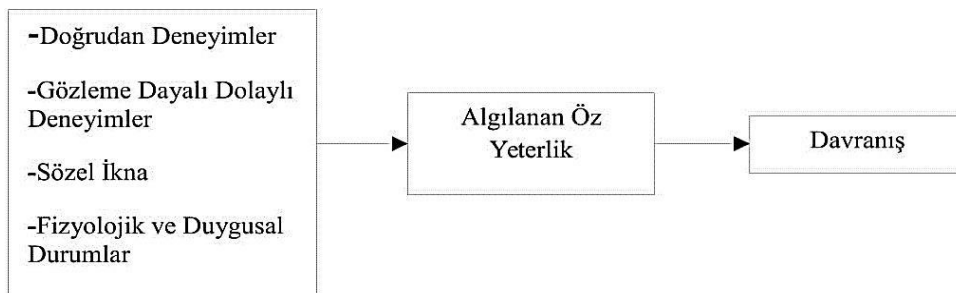 -Doğrudan Deneyimler
-Gözleme Dayalı Dolaylı
Deneyimler
-Sözel İkna
-Fizyolojik ve Duygusal
Durumlar
Algılanan Öz
Yeterlik
Davranış